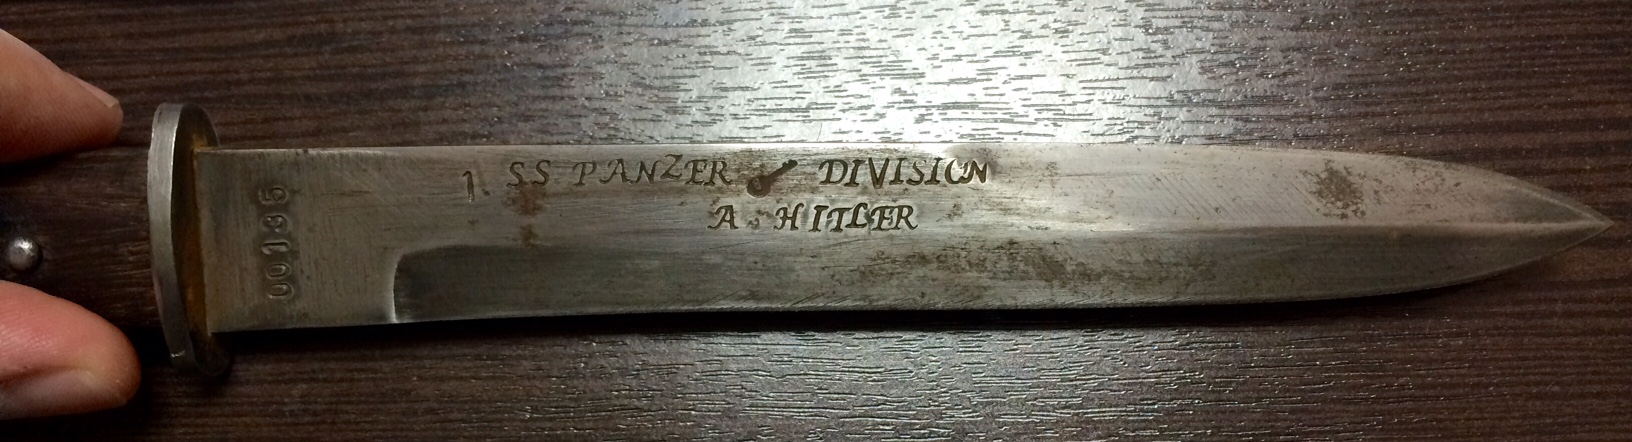 1. SS PANZER DIVISION
A. HITLER
00135